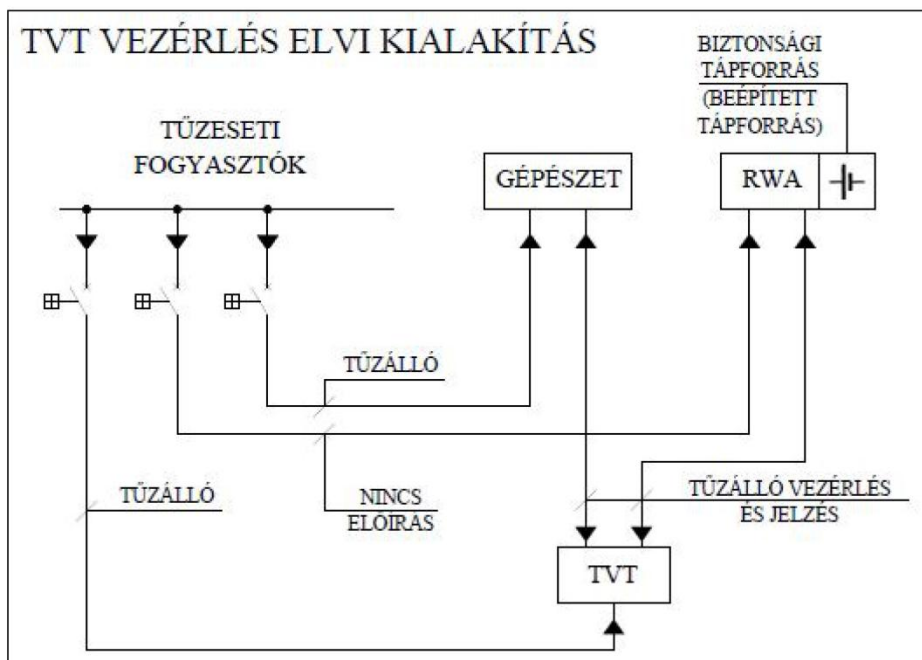 TVT VEZÉRLÉS ELVI KIALAKÍTÁS
BIZTONSÁGI
TÁPFORRÁS
(BEÉPÍTETT
TÁPFORRÁS)
TŰZESETI
FOGYASZTÓK
GÉPÉSZET
RWA
TŰZÁLLÓ
TŰZÁLLÓ
NINCS
ELŐÍRÁS
TŰZÁLLÓ VEZÉRLÉS
ÉS JELZÉS
TVT